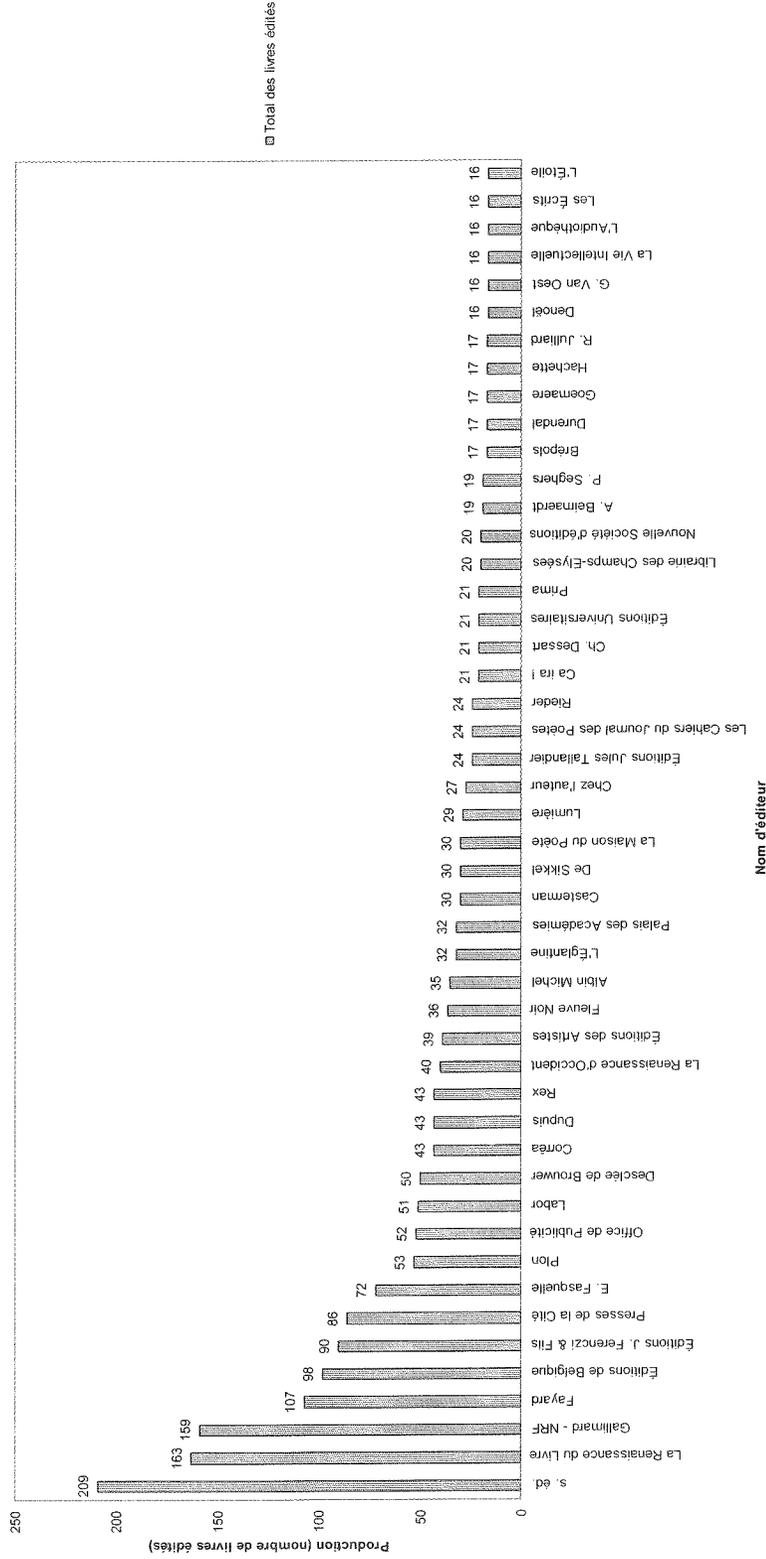 Total des livres édités
250
200
150
100
50
0
Production (nombre de livres édités)
209
163
159
107
98
90
86
72
53
52
51
50
43
43
43
40
39
36
35
32
32
30
30
30
29
27
24
24
24
21
21
21
21
20
20
19
19
17
17
17
17
17
16
16
16
16
16
16
s. éd.
La Renaissance du Livre
Gallimard - NRF
Fayard
Éditions de Belgique
Éditions J. Ferenczi & Fils
Presses de la Cité
E. Fasquelle
Plon
Office de Publicité
Labor
Desclée de Brouwer
Corrêa
Dupuis
Rex
La Renaissance d'Occident
Éditions des Artistes
Fleuve Noir
Albin Michel
L'Églantine
Palais des Académies
Casterman
De Sikkel
La Maison du Poète
Lumière
Chez l'auteur
Éditions Jules Tallandier
Les Cahiers du Journal des Poètes
Rieder
Ca ira !
Ch. Dessart
Éditions Universitaires
Prima
Librairie des Champs-Elysées
Nouvelle Société d'éditions
A. Beirnaerdt
P. Seghers
Brépols
Durendal
Goemaere
Hachette
R. Julliard
Denoël
G. Van Oest
La Vie Intellectuelle
L'Audiothèque
Les Écrits
L'Étoile
Nom d'éditeur